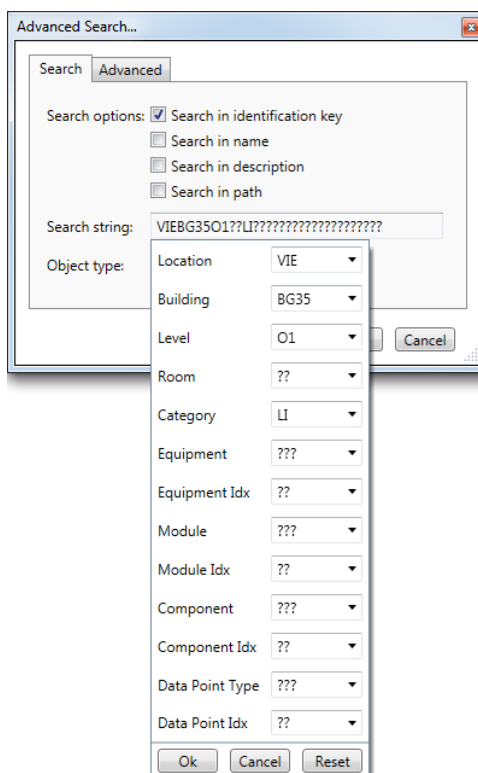 Advanced Search...
Search Advanced
Search options: Search in identification key
Search in name
Search in description
Search in path
Search string: VIEBG35O1??LI????????????????????
Object type:
Location VIE
Building BG35
Level O1
Room ??
Category LI
Equipment ???
Equipment Idx ??
Module ???
Module Idx ??
Component ???
Component Idx ??
Data Point Type ???
Data Point Idx ??
Cancel
Ok Cancel Reset